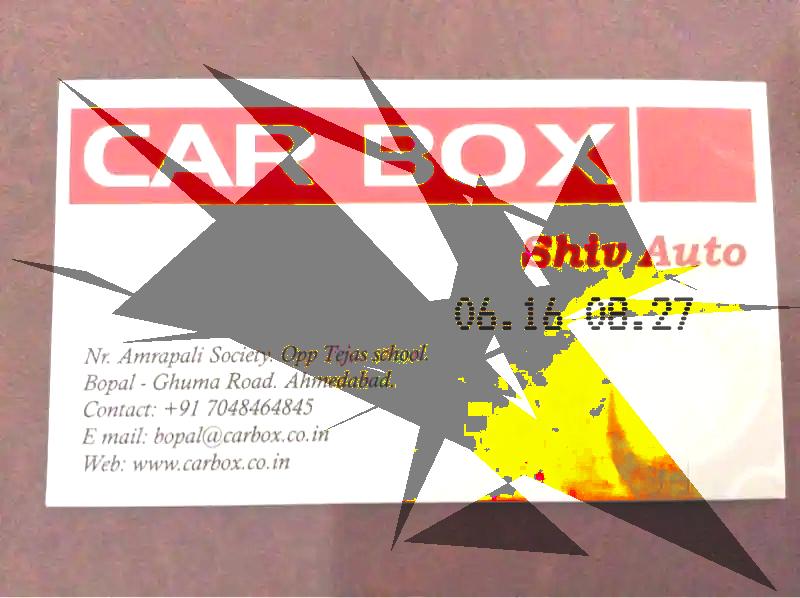 CAR BOX
Shiv Auto
06.16 08.27
Nr. Amrapali Society. Opp Tejas school.
Bopal - Ghuma Road. Ahmedabad.
Contact: +91 7048464845
E mail: bopal@carbox.co.in
Web: www.carbox.co.in